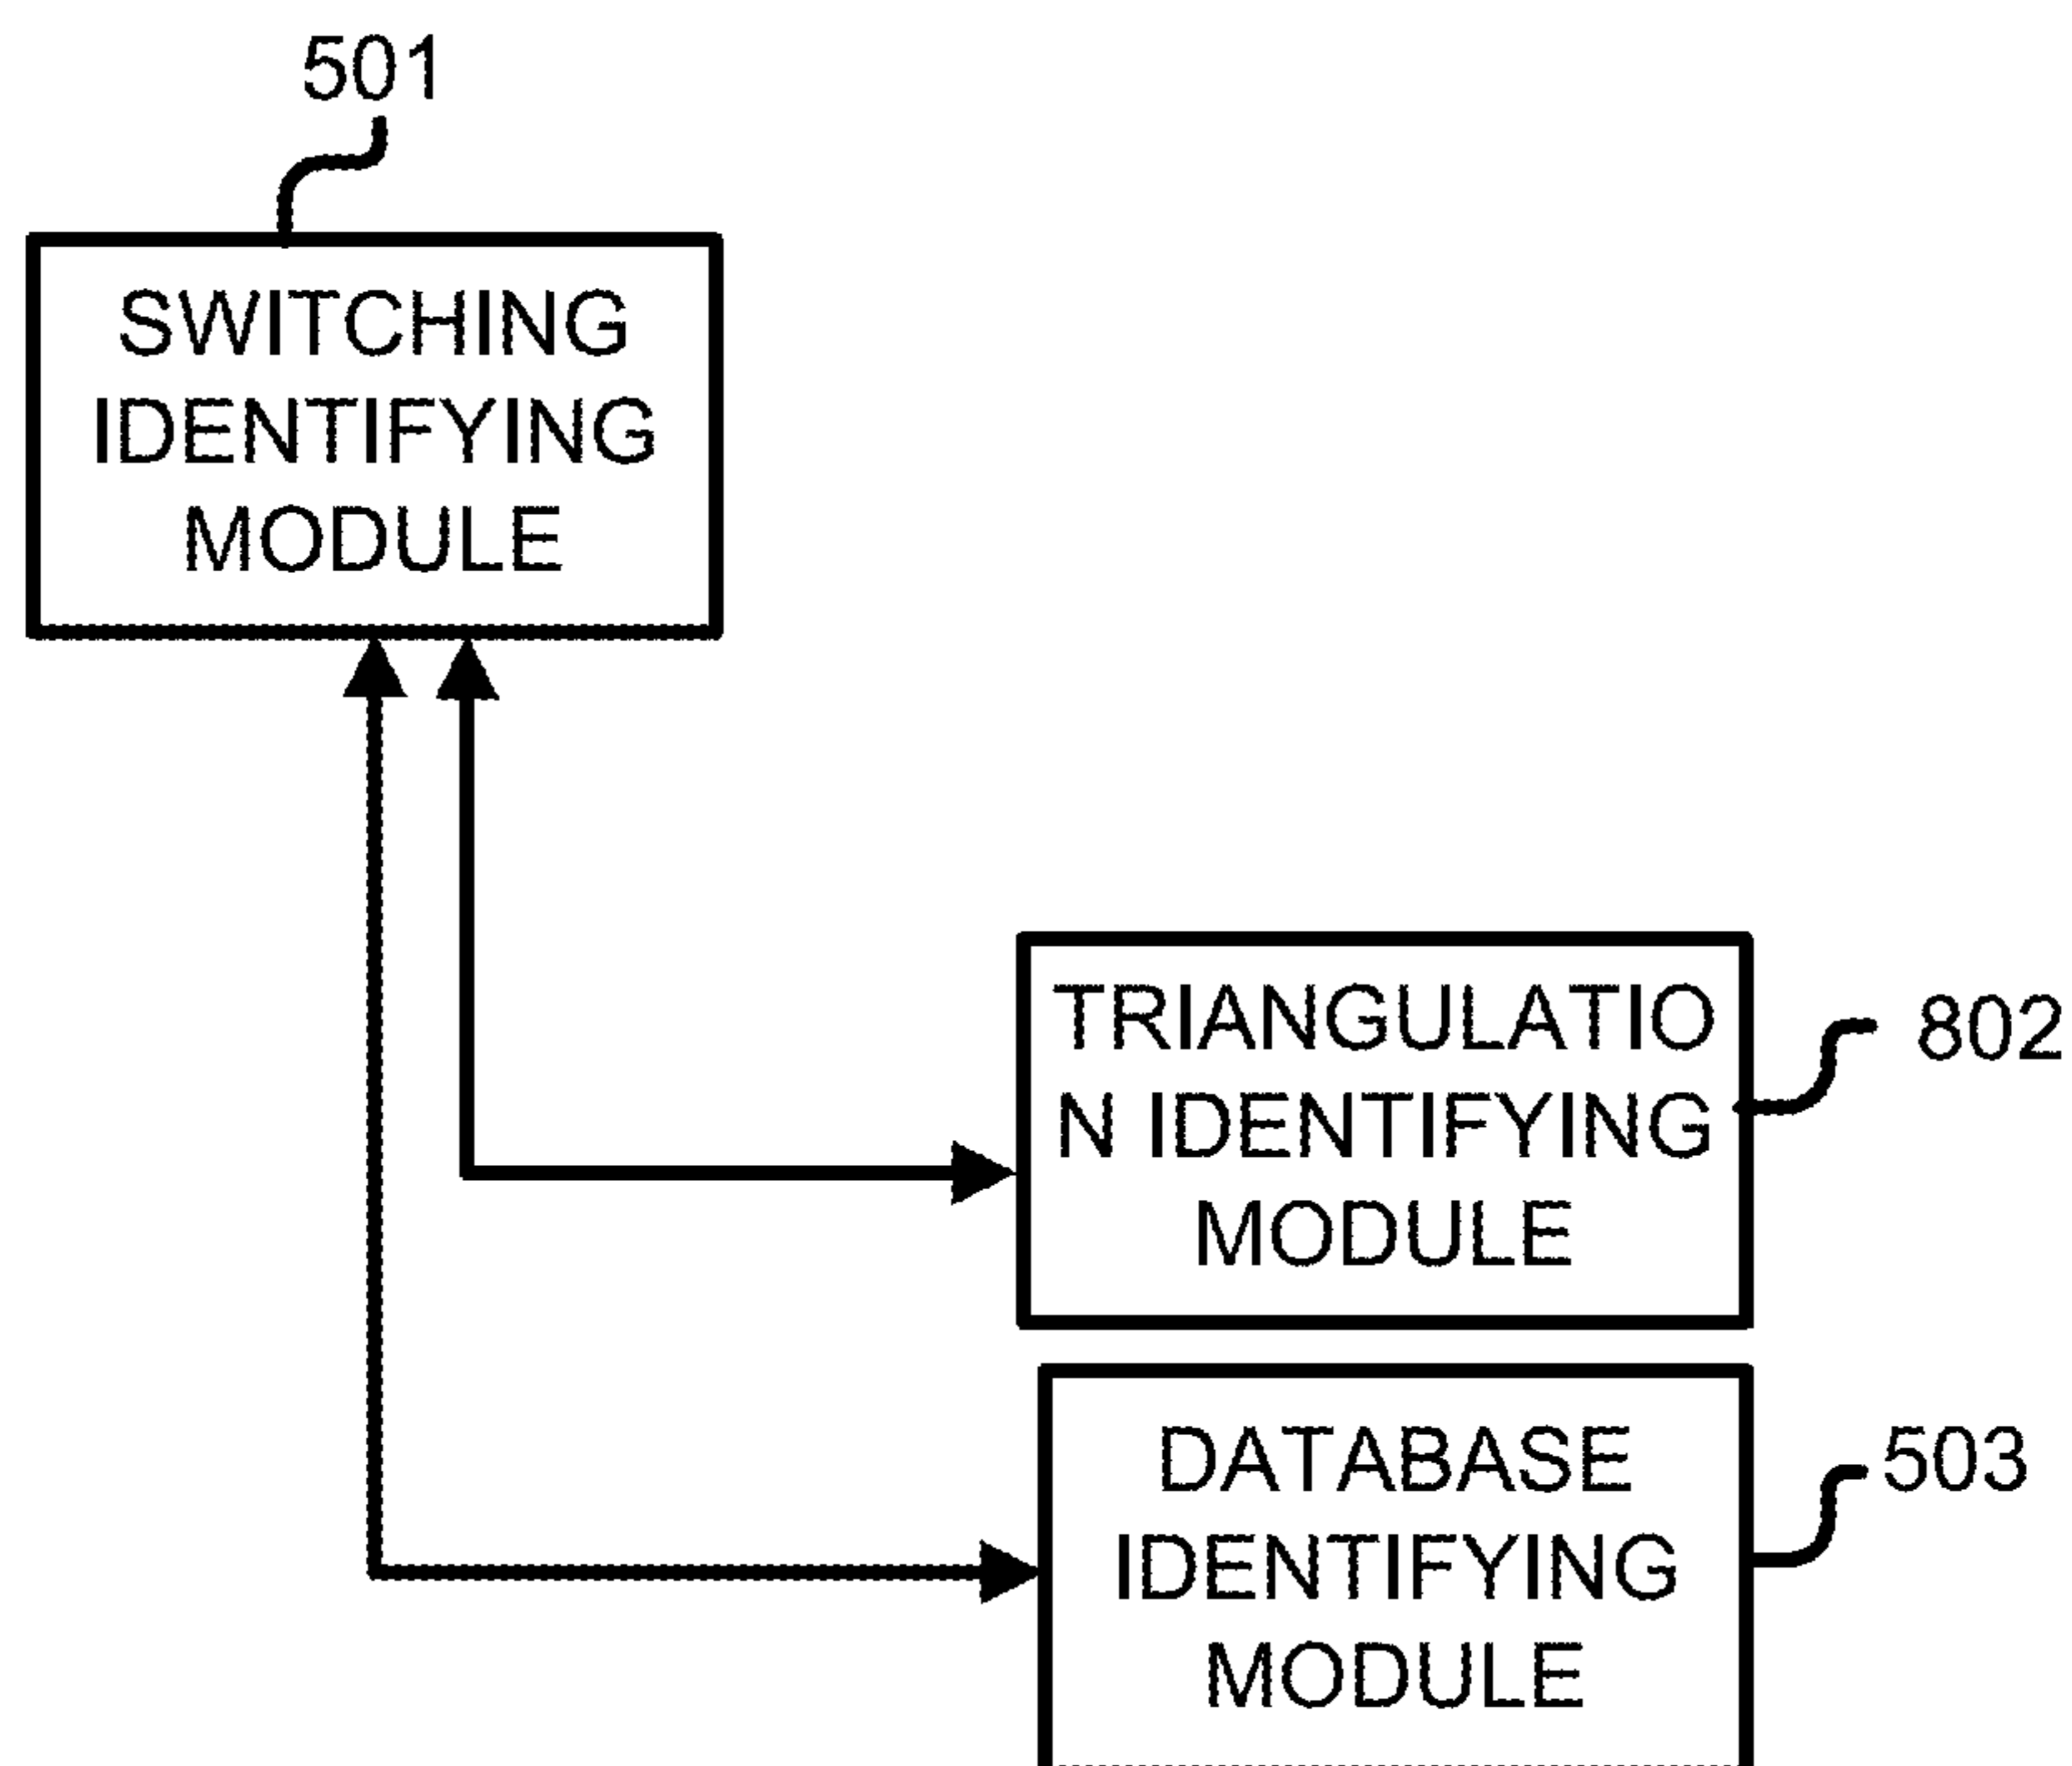 501
SWITCHING
IDENTIFYING
MODULE
TRIANGULATIO
N IDENTIFYING
MODULE
802
DATABASE
IDENTIFYING
MODULE
503